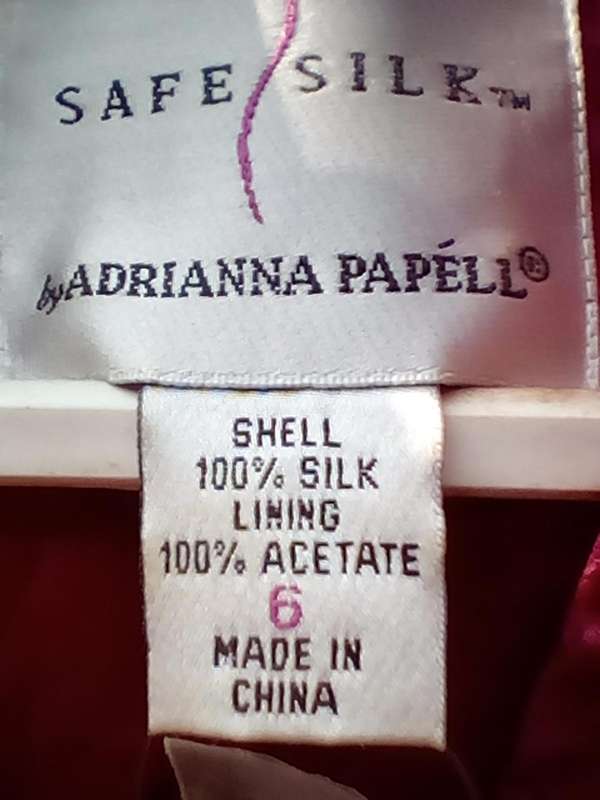 SAFE SILK™
by ADRIANNA PAPÉLL®
SHELL
100% SILK
LINING
100% ACETATE
6
MADE IN
CHINA